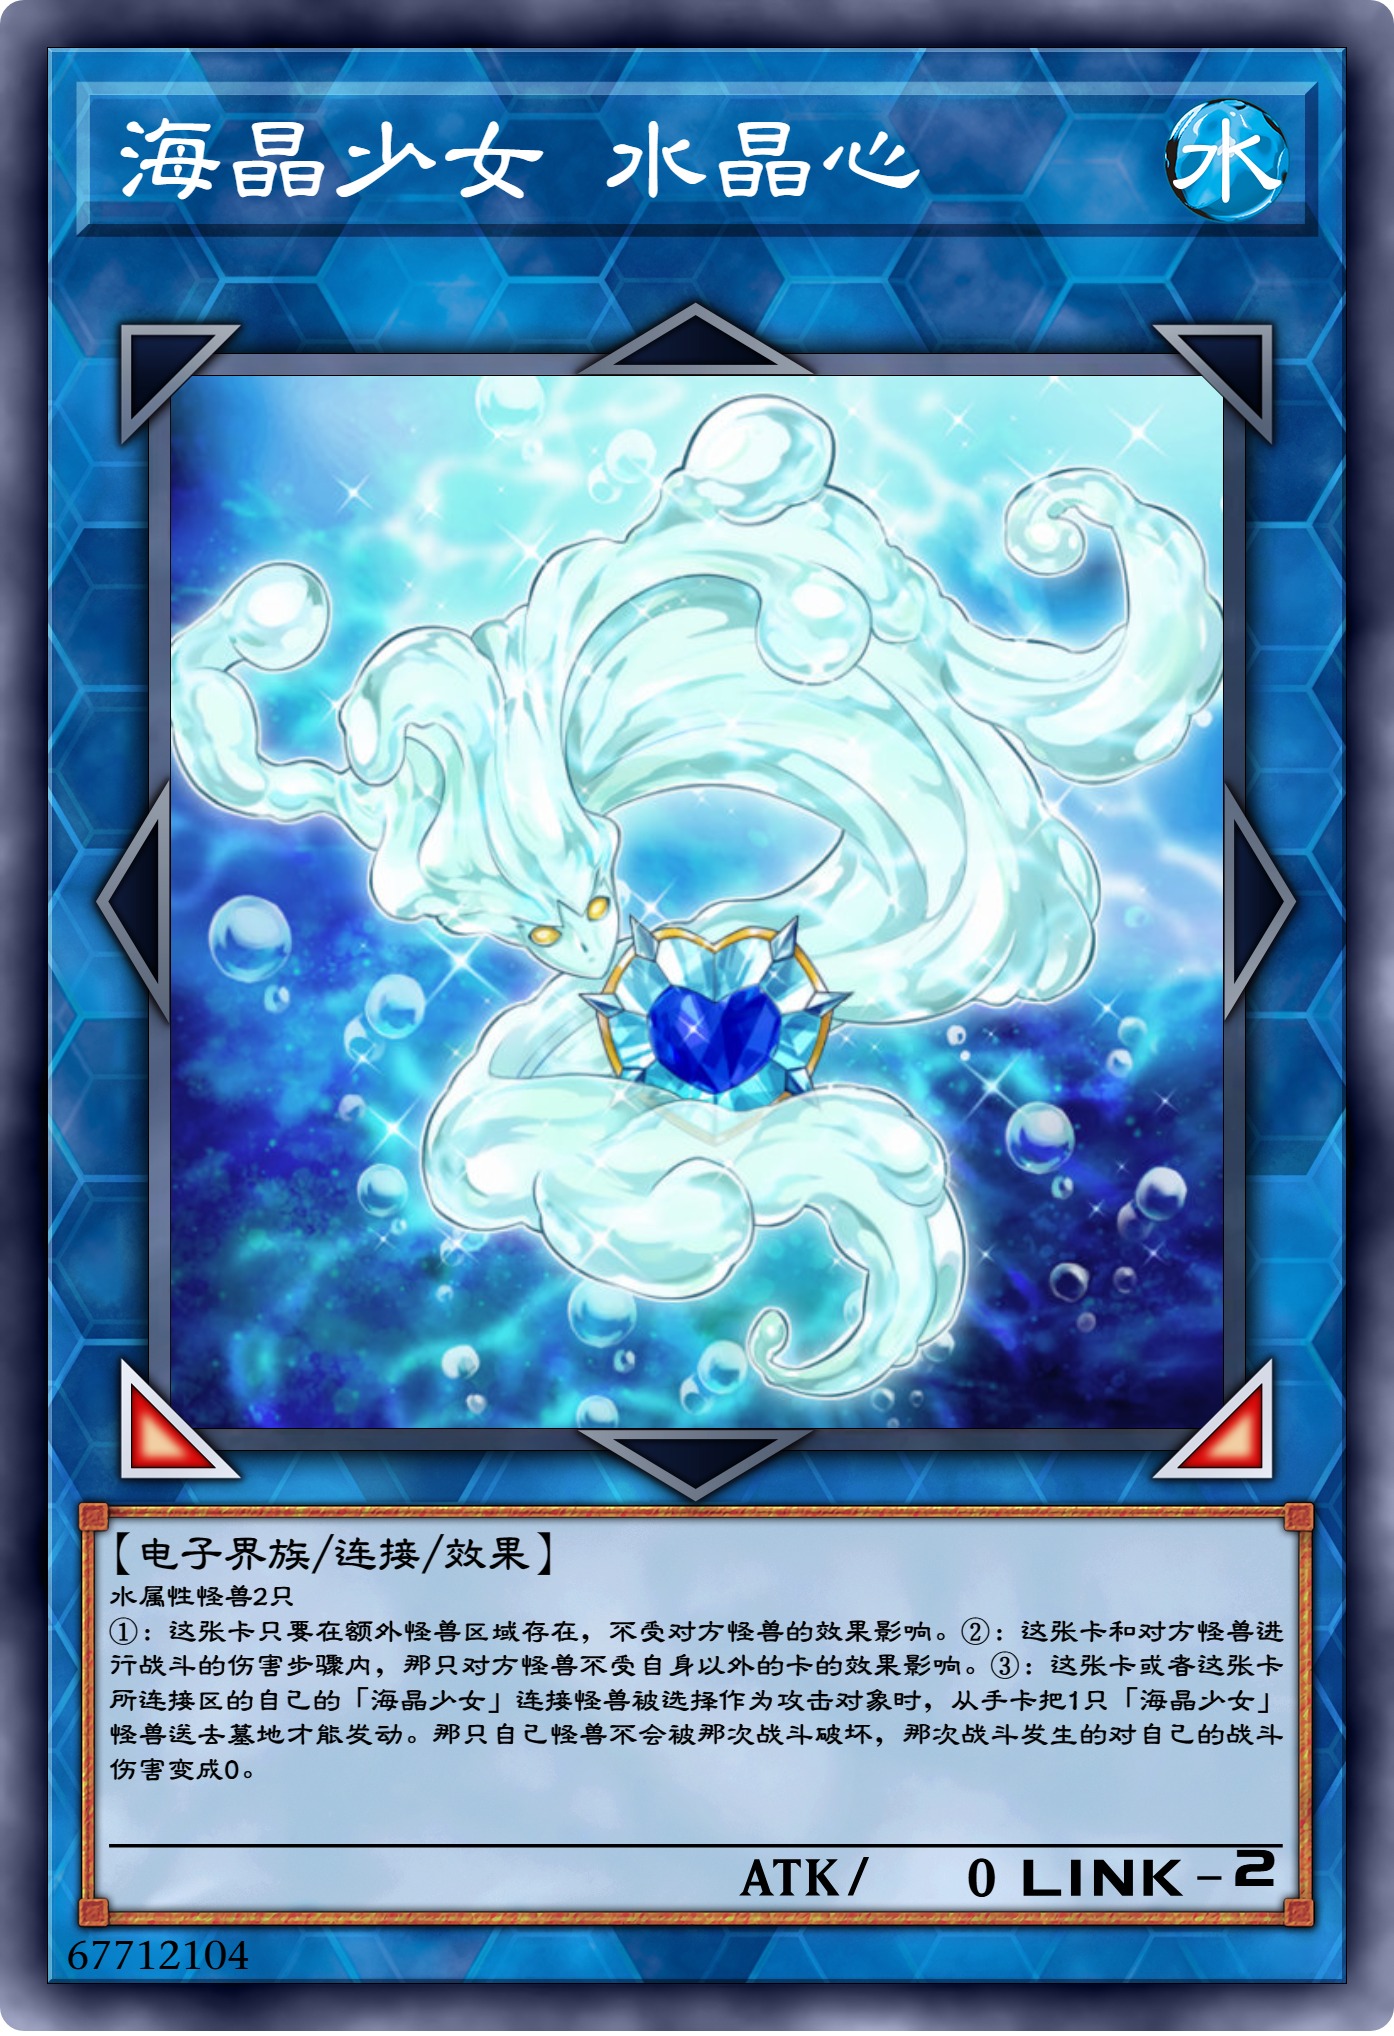 海晶少女 水晶心
水
【电子界族/连接/效果】
水属性怪兽2只
①：这张卡只要在额外怪兽区域存在，不受对方怪兽的效果影响。②：这张卡和对方怪兽进
行战斗的伤害步骤内，那只对方怪兽不受自身以外的卡的效果影响。③：这张卡或者这张卡
所连接区的自己的「海晶少女」连接怪兽被选择作为攻击对象时，从手卡把1只「海晶少女」
怪兽送去墓地才能发动。那只自己怪兽不会被那次战斗破坏，那次战斗发生的对自己的战斗
伤害变成0。
ATK/ 0 LINK-2
67712104